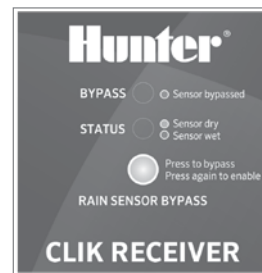 Hunter®
BYPASS Sensor bypassed
STATUS Sensor dry
Sensor wet
Press to bypass
Press again to enable
RAIN SENSOR BYPASS
CLIK RECEIVER